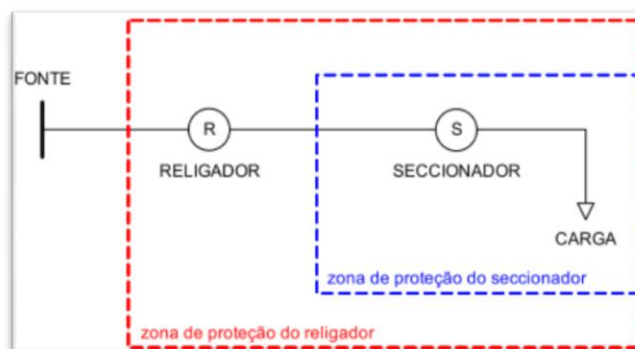 FONTE
R
S
RELIGADOR
SECCIONADOR
CARGA
zona de proteção do seccionador
zona de proteção do religador